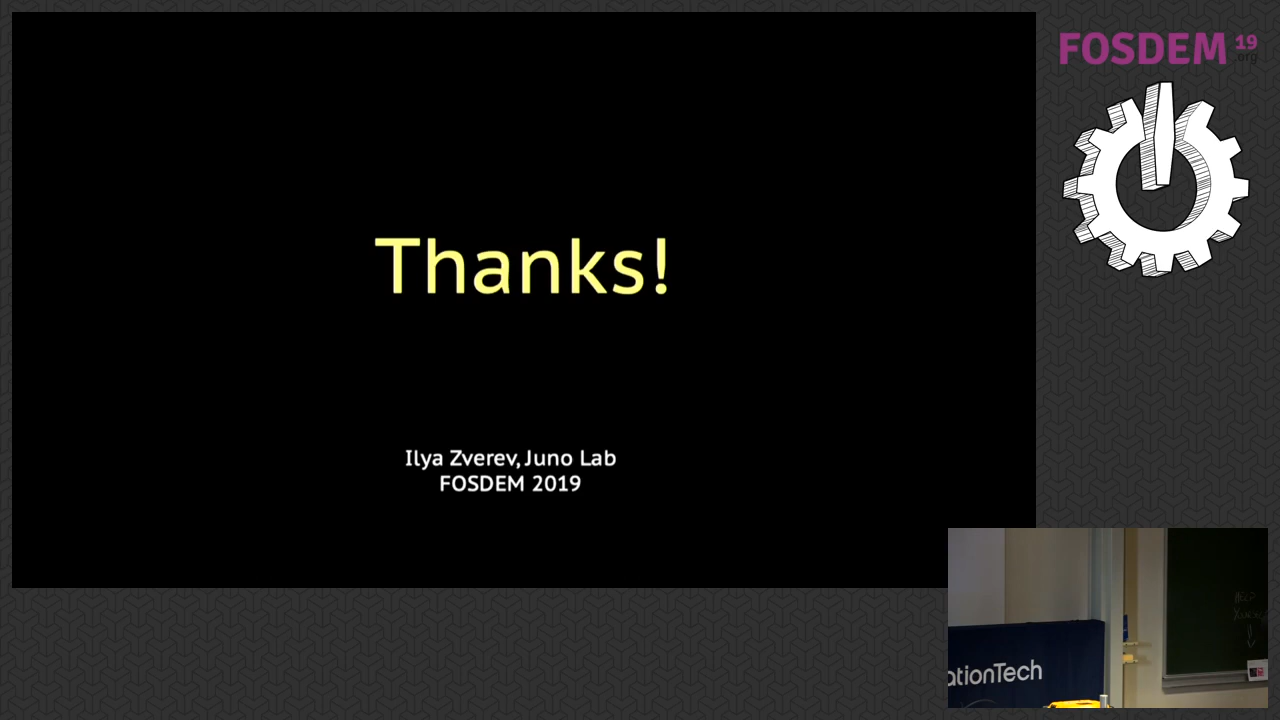 Thanks!
Ilya Zverev, Juno Lab
FOSDEM 2019
FOSDEM 19
.org
ationTech